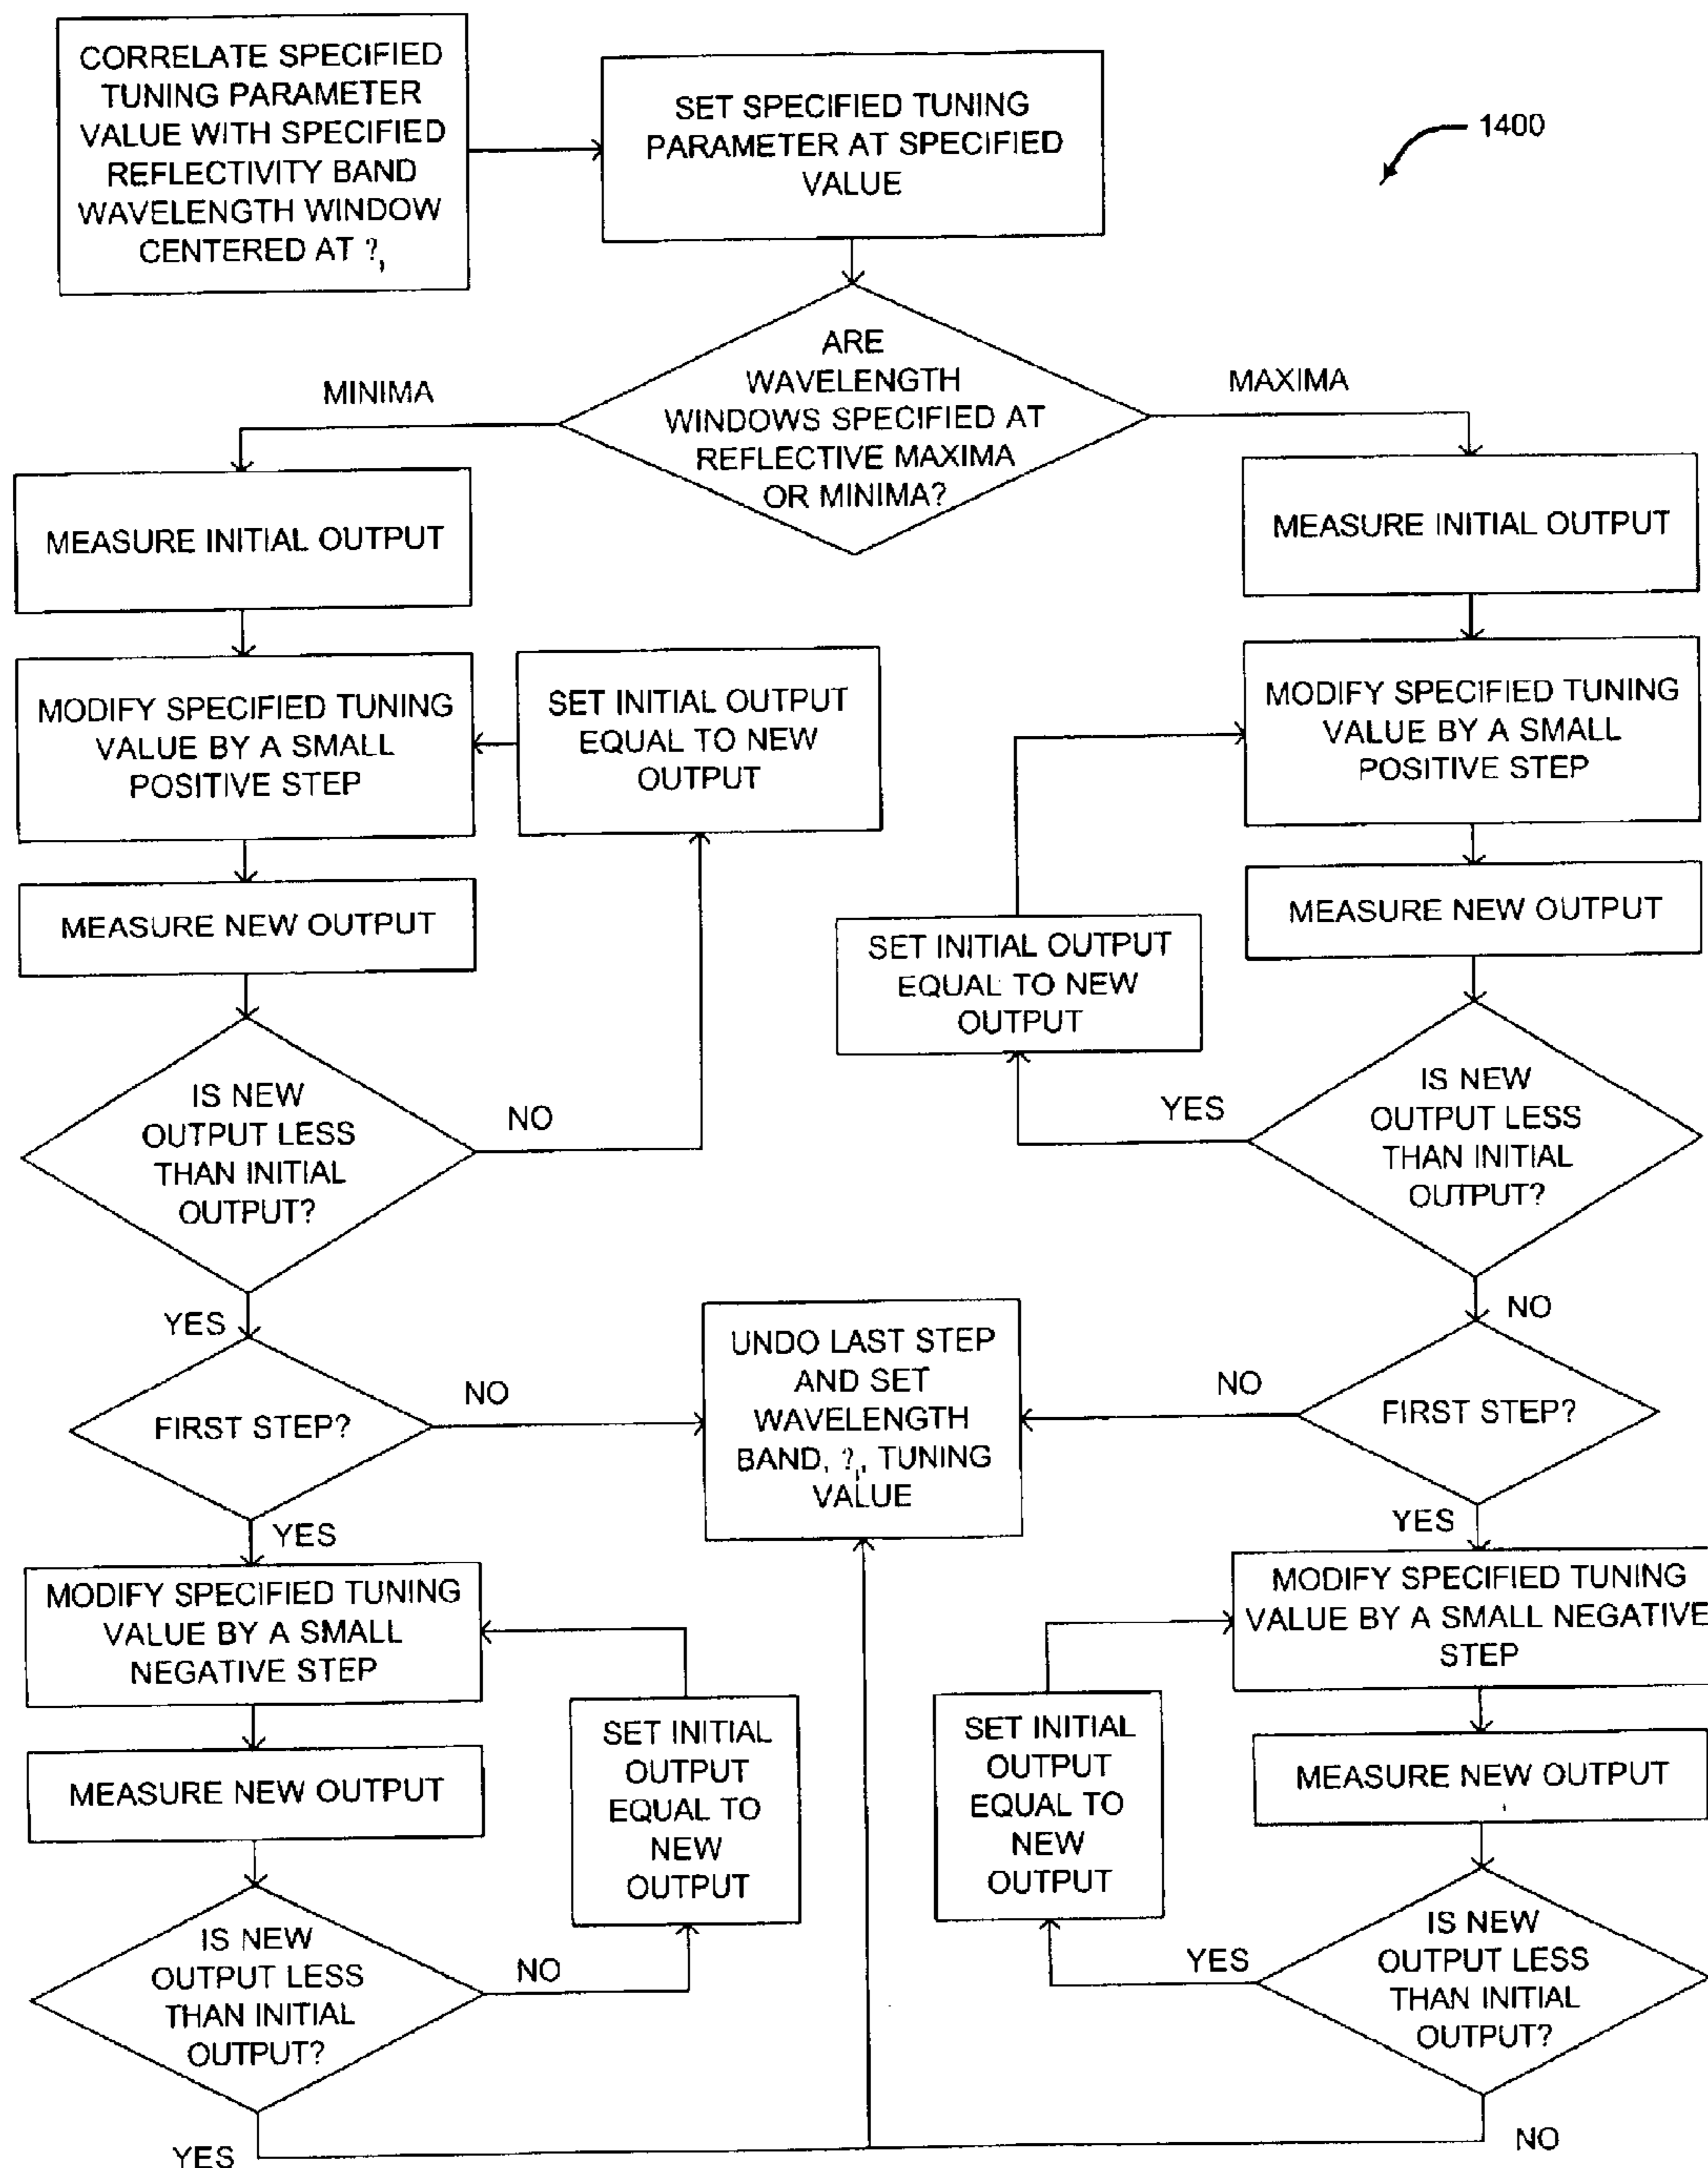 CORRELATE SPECIFIED
TUNING PARAMETER
VALUE WITH SPECIFIED
REFLECTIVITY BAND
WAVELENGTH WINDOW
CENTERED AT ?,
SET SPECIFIED TUNING
PARAMETER AT SPECIFIED
VALUE
1400
ARE
WAVELENGTH
WINDOWS SPECIFIED AT
REFLECTIVE MAXIMA
OR MINIMA?
MINIMA
MAXIMA
MEASURE INITIAL OUTPUT
MEASURE INITIAL OUTPUT
MODIFY SPECIFIED TUNING
VALUE BY A SMALL
POSITIVE STEP
SET INITIAL OUTPUT
EQUAL TO NEW
OUTPUT
MODIFY SPECIFIED TUNING
VALUE BY A SMALL
POSITIVE STEP
MEASURE NEW OUTPUT
MEASURE NEW OUTPUT
SET INITIAL OUTPUT
EQUAL TO NEW
OUTPUT
IS NEW
OUTPUT LESS
THAN INITIAL
OUTPUT?
NO
YES
IS NEW
OUTPUT LESS
THAN INITIAL
OUTPUT?
YES
NO
FIRST STEP?
NO
UNDO LAST STEP
AND SET
WAVELENGTH
BAND, ?, TUNING
VALUE
NO
FIRST STEP?
YES
YES
MODIFY SPECIFIED TUNING
VALUE BY A SMALL
NEGATIVE STEP
MODIFY SPECIFIED TUNING
VALUE BY A SMALL NEGATIVE
STEP
MEASURE NEW OUTPUT
SET INITIAL
OUTPUT
EQUAL TO
NEW
OUTPUT
SET INITIAL
OUTPUT
EQUAL TO
NEW
OUTPUT
MEASURE NEW OUTPUT
IS NEW
OUTPUT LESS
THAN INITIAL
OUTPUT?
NO
YES
IS NEW
OUTPUT LESS
THAN INITIAL
OUTPUT?
YES
NO